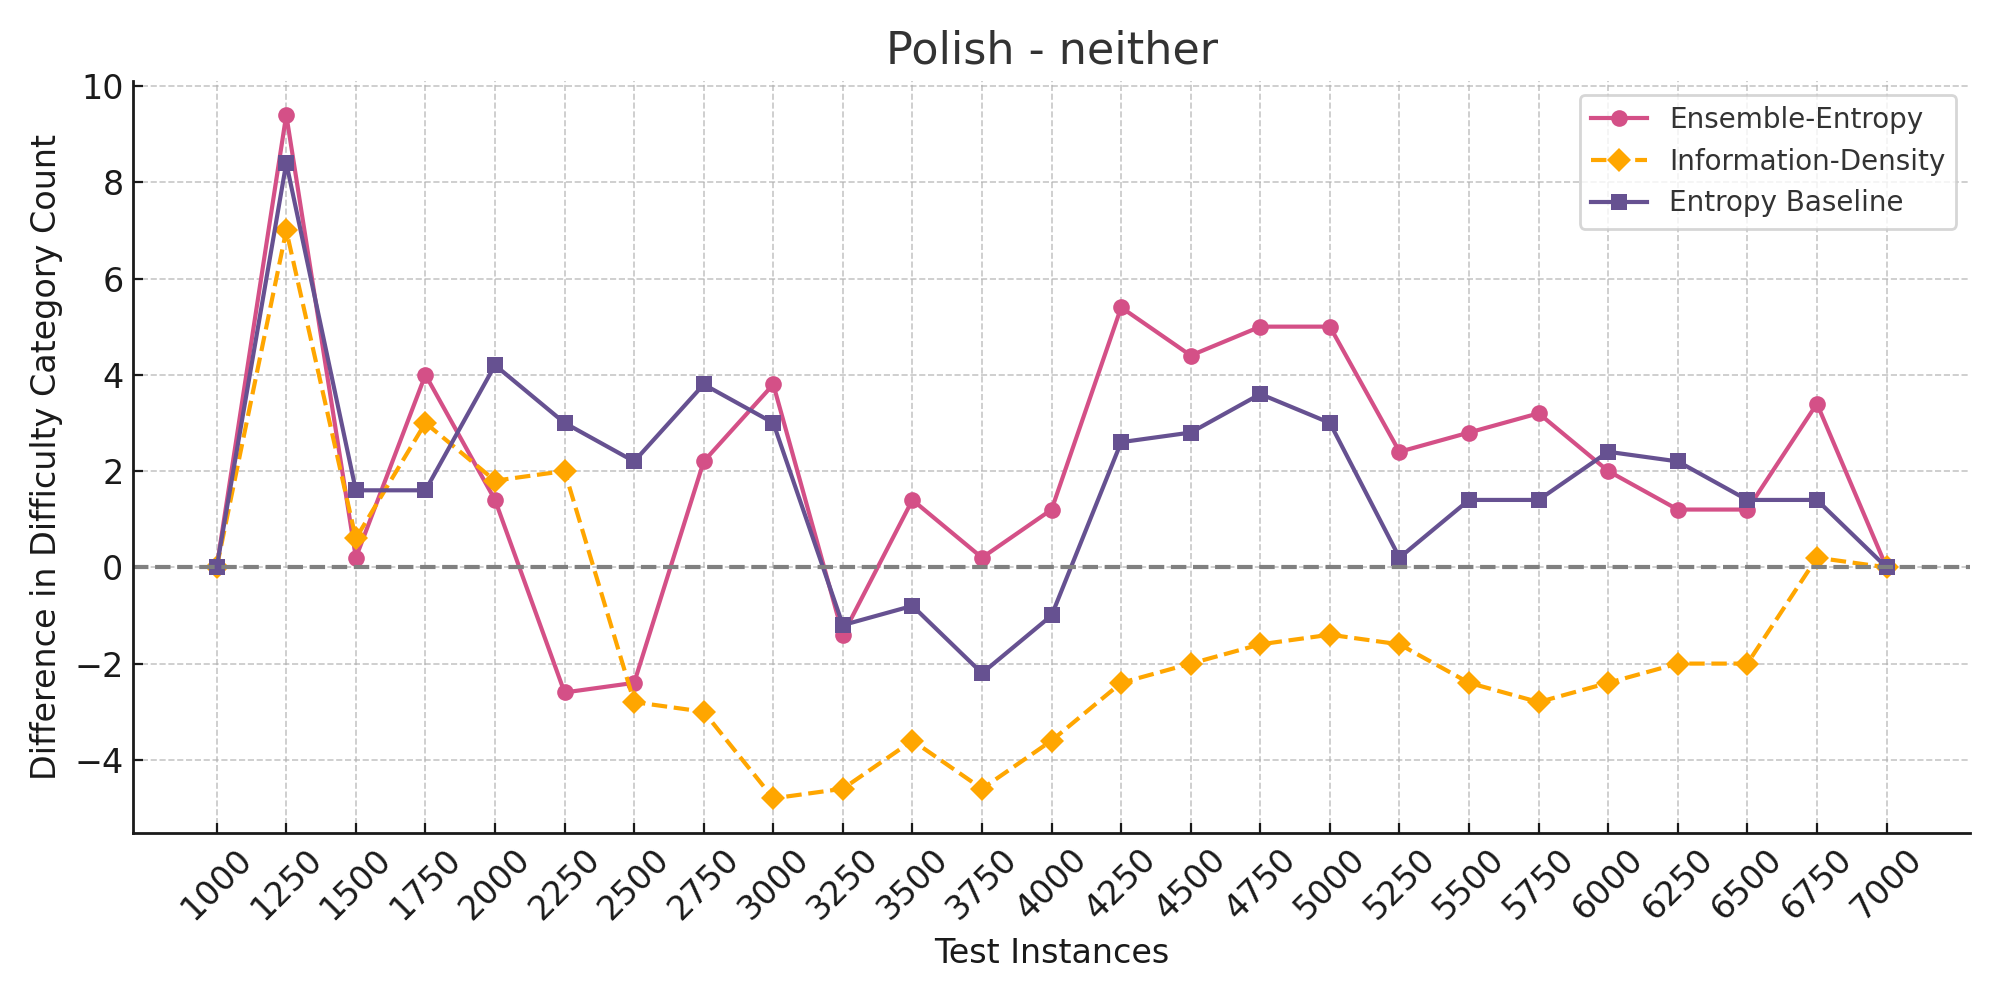 Polish - neither
Difference in Difficulty Category Count
10
8
6
4
2
0
−2
−4
Ensemble-Entropy
Information-Density
Entropy Baseline
1000 1250 1500 1750 2000 2250 2500 2750 3000 3250 3500 3750 4000 4250 4500 4750 5000 5250 5500 5750 6000 6250 6500 6750 7000
Test Instances